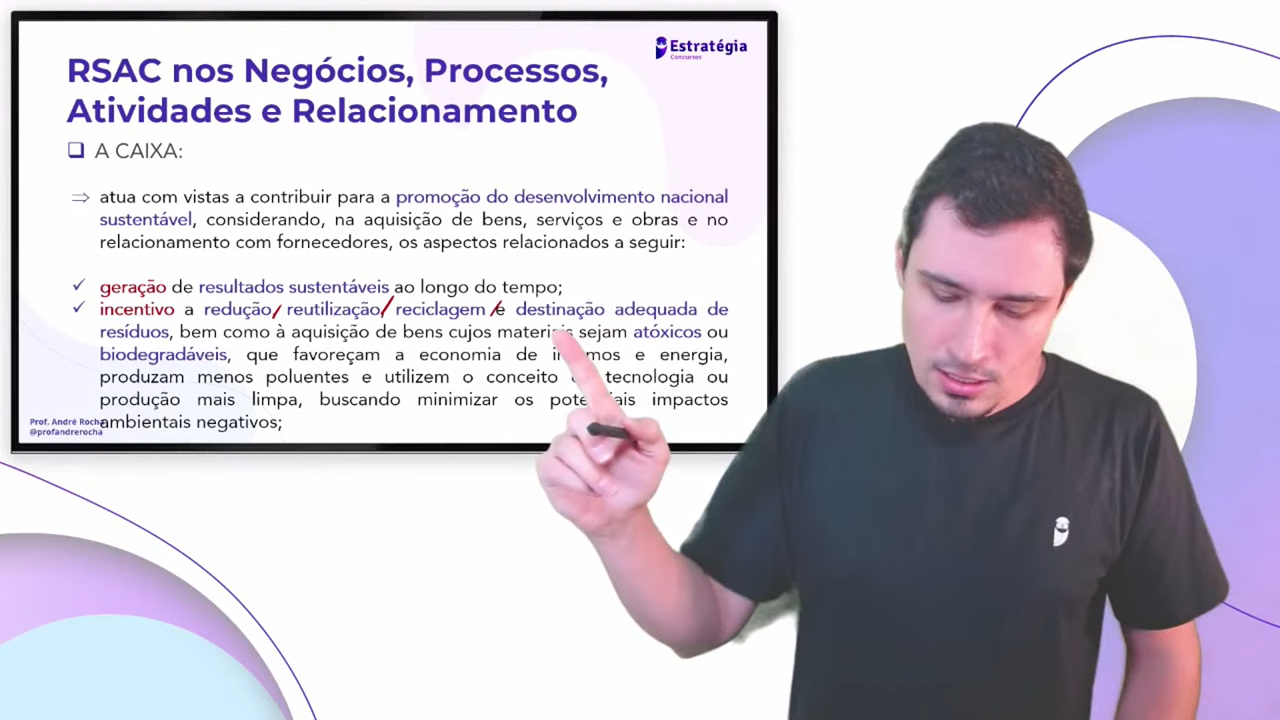 Estratégia
Concursos
RSAC nos Negócios, Processos,
Atividades e Relacionamento
A CAIXA:
⇒ atua com vistas a contribuir para a promoção do desenvolvimento nacional
sustentável, considerando, na aquisição de bens, serviços e obras e no
relacionamento com fornecedores, os aspectos relacionados a seguir:
✓ geração de resultados sustentáveis ao longo do tempo;
✓ incentivo a redução, reutilização, reciclagem e destinação adequada de
resíduos, bem como à aquisição de bens cujos materiais sejam atóxicos ou
biodegradáveis, que favoreçam a economia de e energia,
produzam menos poluentes e utilizem o conceito tecnologia ou
produção mais limpa, buscando minimizar os potenciais impactos
ambientais negativos;
Prof. André Rocha
@profandrerocha